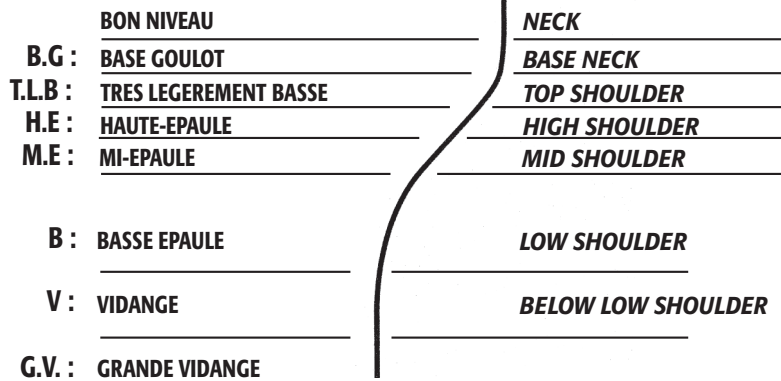 BON NIVEAU NECK
B.G : BASE GOULOT BASE NECK
T.L.B : TRES LEGEREMENT BASSE TOP SHOULDER
H.E : HAUTE-EPAULE HIGH SHOULDER
M.E : MI-EPAULE MID SHOULDER
B : BASSE EPAULE LOW SHOULDER
V : VIDANGE BELOW LOW SHOULDER
G.V. : GRANDE VIDANGE